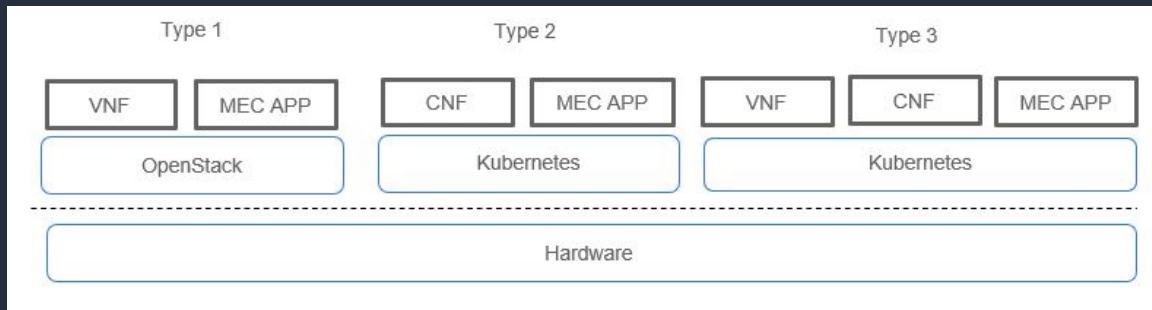 Type 1
Type 2
Type 3
VNF
MEC APP
CNF
MEC APP
VNF
CNF
MEC APP
OpenStack
Kubernetes
Kubernetes
Hardware